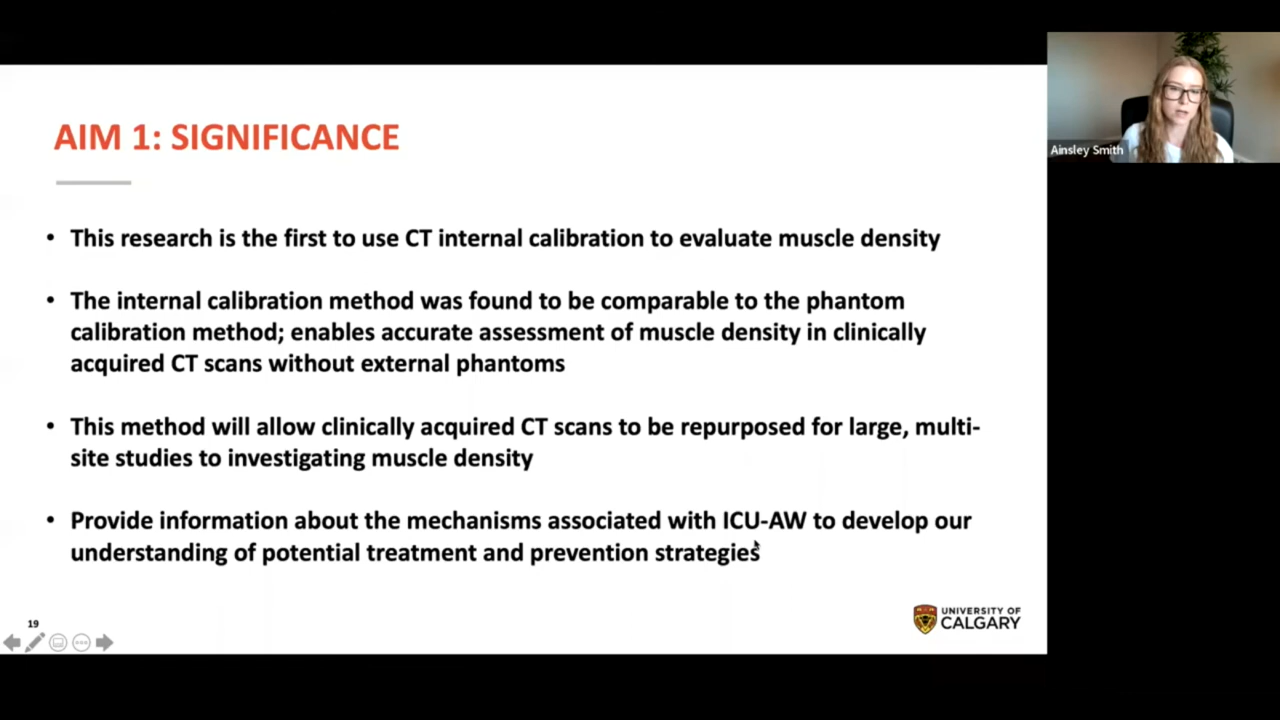 AIM 1: SIGNIFICANCE
• This research is the first to use CT internal calibration to evaluate muscle density
• The internal calibration method was found to be comparable to the phantom
calibration method; enables accurate assessment of muscle density in clinically
acquired CT scans without external phantoms
• This method will allow clinically acquired CT scans to be repurposed for large, multi-
site studies to investigating muscle density
• Provide information about the mechanisms associated with ICU-AW to develop our
understanding of potential treatment and prevention strategies
19
UNIVERSITY OF
CALGARY
Ainsley Smith